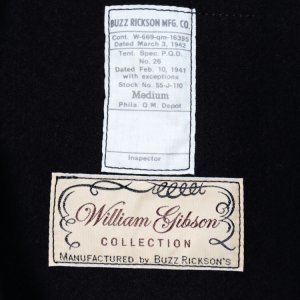 BUZZ RICKSON MFG. CO.
Cont. W-669-qm-16385
Dated March 3, 1942
Tent. Spec. P.Q.D.
No. 26
Dated Feb. 10, 1941
with exceptions
Stock No. 55-J-110
Medium
Phila. Q.M. Depot
Inspector
William Gibson
COLLECTION
MANUFACTURED by BUZZ RICKSON'S